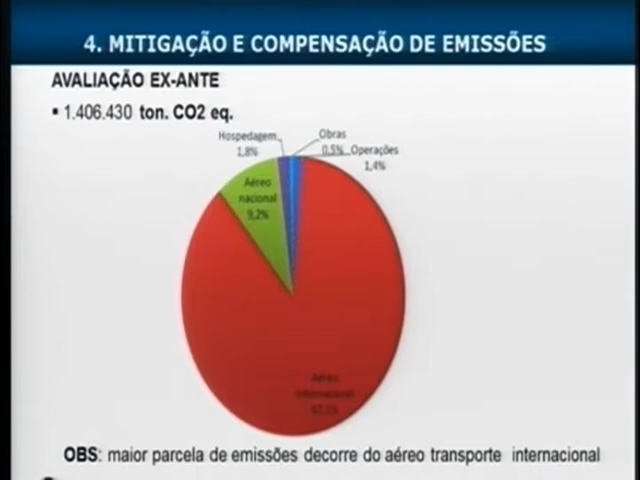 4. MITIGAÇÃO E COMPENSAÇÃO DE EMISSÕES
AVALIAÇÃO EX-ANTE
▪ 1.406.430 ton. CO2 eq.
Hospedagem
1,8%
Obras
0,5%
Operações
1,4%
Aéreo
nacional
9,2%
Aéreo
internacional
OBS: maior parcela de emissões decorre do aéreo transporte internacional